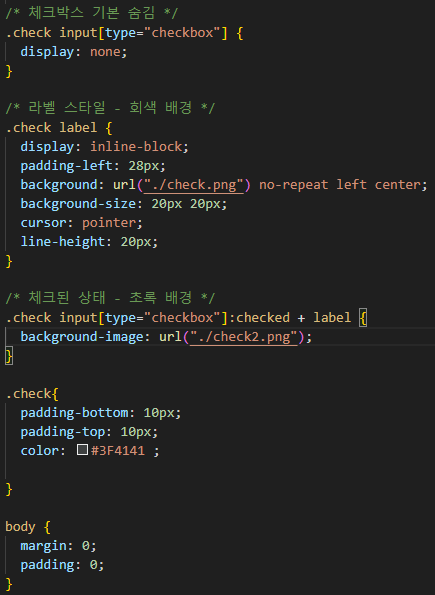 /* 체크박스 기본 숨김 */
.check input[type="checkbox"] {
  display: none;
}

/* 라벨 스타일 - 회색 배경 */
.check label {
  display: inline-block;
  padding-left: 28px;
  background: url("./check.png") no-repeat left center;
  background-size: 20px 20px;
  cursor: pointer;
  line-height: 20px;
}

/* 체크된 상태 - 초록 배경 */
.check input[type="checkbox"]:checked + label {
  background-image: url("./check2.png");
}

.check{
  padding-bottom: 10px;
  padding-top: 10px;
  color: #3F4141 ;

}

body {
  margin: 0;
  padding: 0;
}